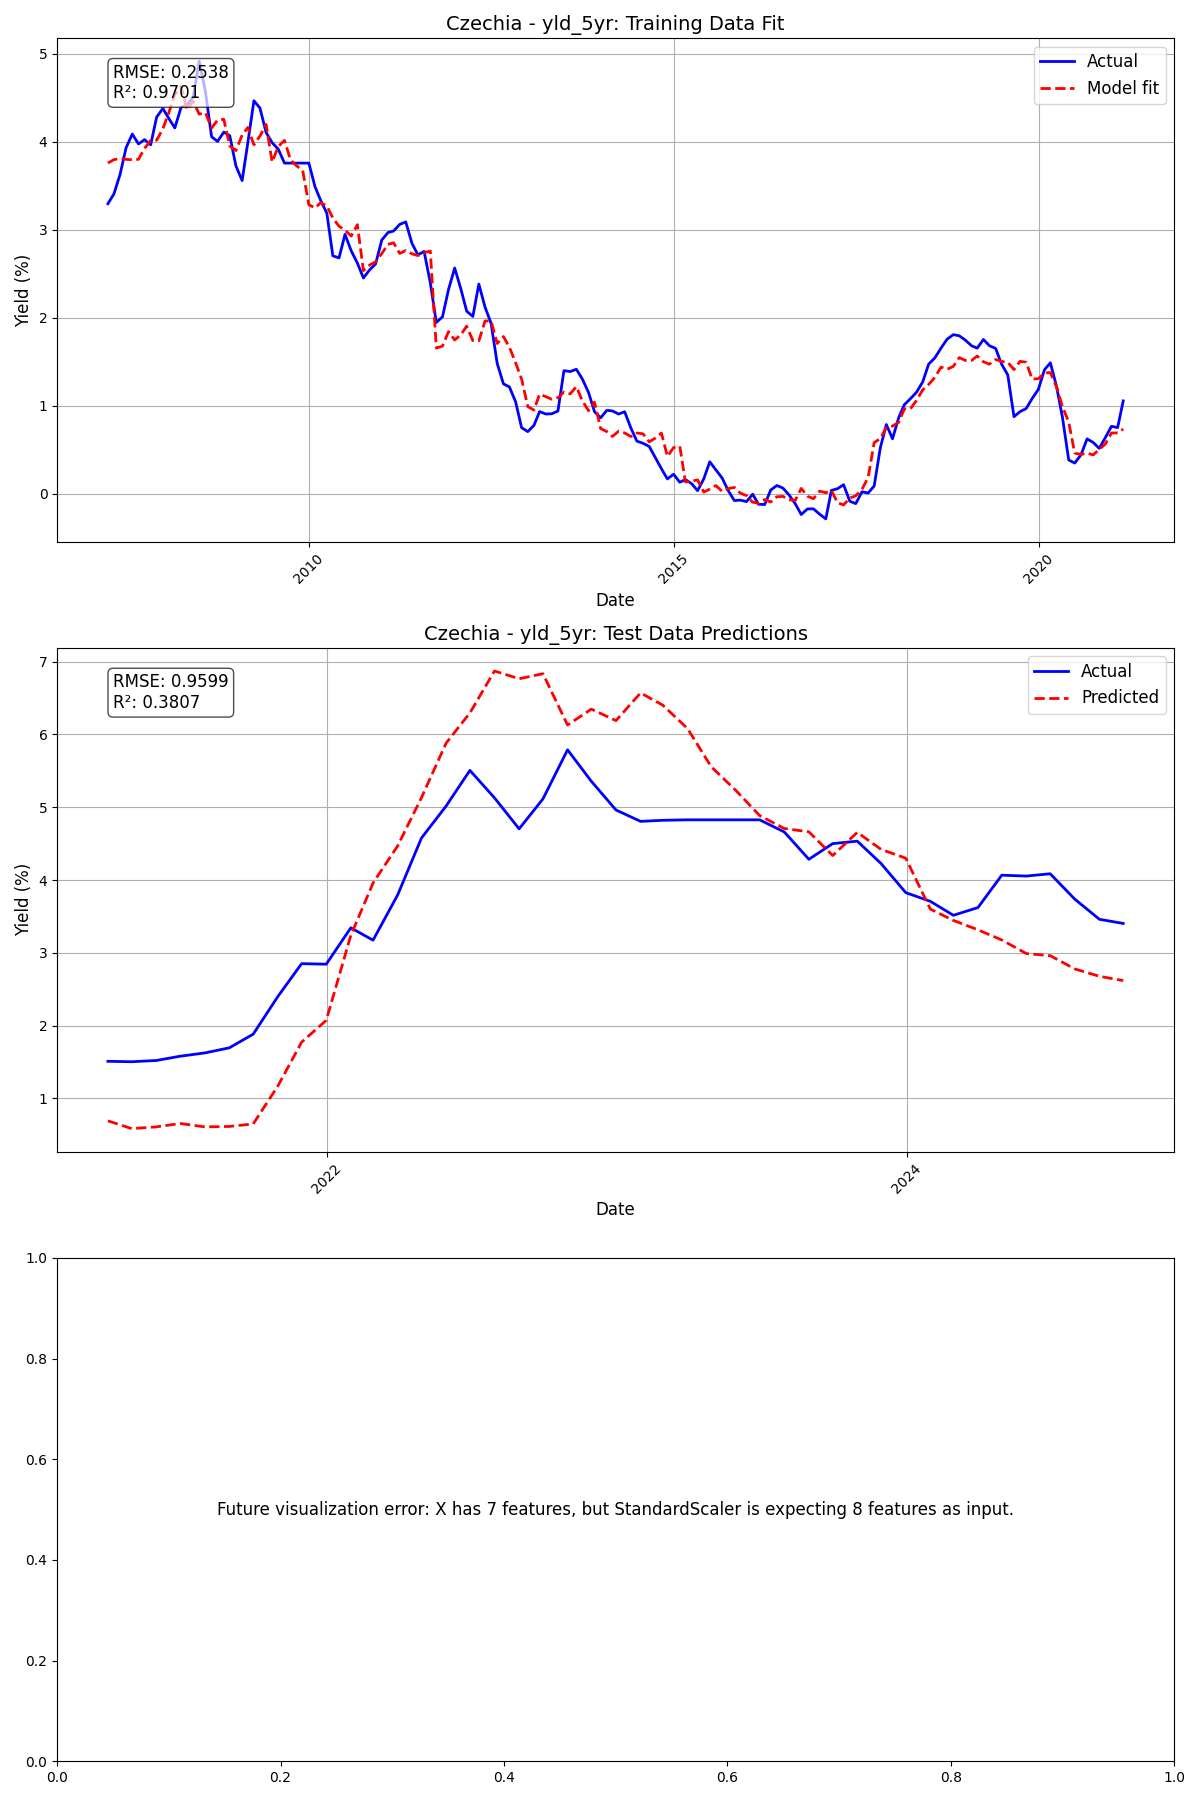 Czechia - yld_5yr: Training Data Fit
5
4
3
2
1
0
Yield (%)
RMSE: 0.2538
R²: 0.9701
Actual
Model fit
2010
2015
2020
Date
Czechia - yld_5yr: Test Data Predictions
7
6
5
4
3
2
1
Yield (%)
RMSE: 0.9599
R²: 0.3807
Actual
Predicted
2022
2024
Date
1.0
0.8
0.6
0.4
0.2
0.0
Future visualization error: X has 7 features, but StandardScaler is expecting 8 features as input.
0.0
0.2
0.4
0.6
0.8
1.0